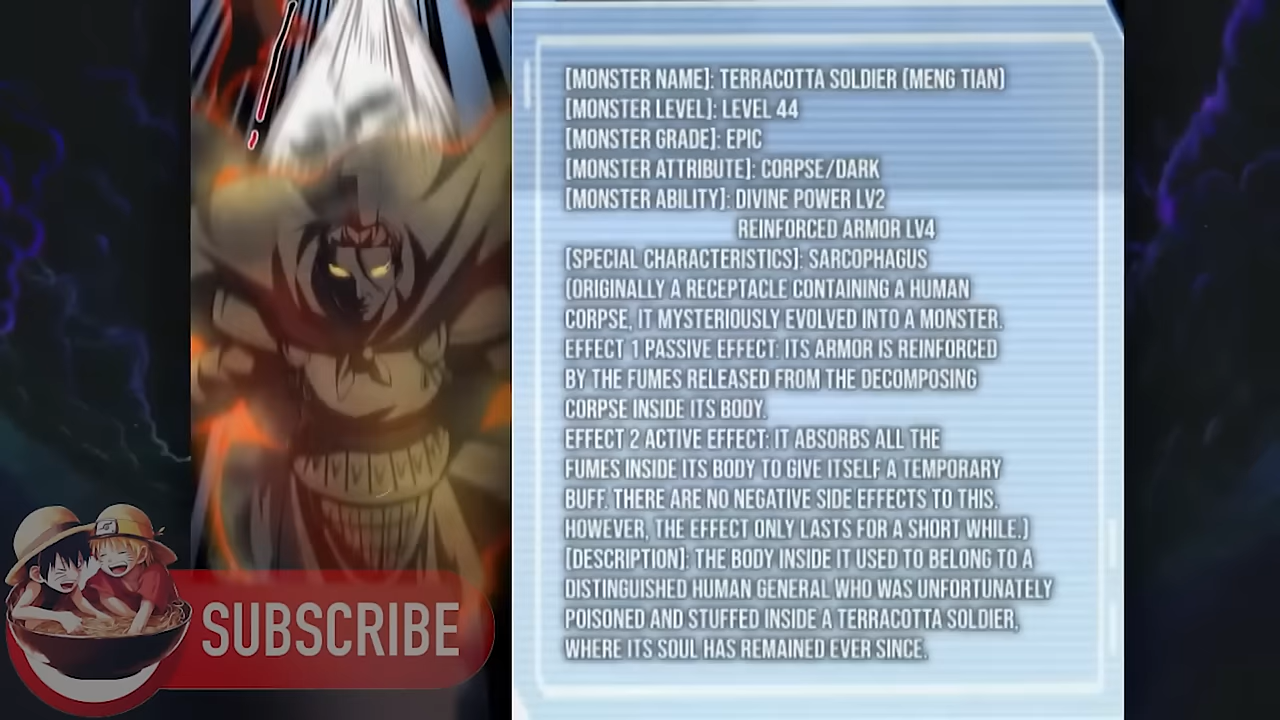 [MONSTER NAME]: TERRACOTTA SOLDIER (MENG TIAN)
[MONSTER LEVEL]: LEVEL 44
[MONSTER GRADE]: EPIC
[MONSTER ATTRIBUTE]: CORPSE/DARK
[MONSTER ABILITY]: DIVINE POWER LV2
REINFORCED ARMOR LV4
[SPECIAL CHARACTERISTICS]: SARCOPHAGUS
(ORIGINALLY A RECEPTACLE CONTAINING A HUMAN
CORPSE, IT MYSTERIOUSLY EVOLVED INTO A MONSTER.
EFFECT 1 PASSIVE EFFECT: ITS ARMOR IS REINFORCED
BY THE FUMES RELEASED FROM THE DECOMPOSING
CORPSE INSIDE ITS BODY.
EFFECT 2 ACTIVE EFFECT: IT ABSORBS ALL THE
FUMES INSIDE ITS BODY TO GIVE ITSELF A TEMPORARY
BUFF. THERE ARE NO NEGATIVE SIDE EFFECTS TO THIS.
HOWEVER, THE EFFECT ONLY LASTS FOR A SHORT WHILE.)
[DESCRIPTION]: THE BODY INSIDE IT USED TO BELONG TO A
DISTINGUISHED HUMAN GENERAL WHO WAS UNFORTUNATELY
POISONED AND STUFFED INSIDE A TERRACOTTA SOLDIER,
WHERE ITS SOUL HAS REMAINED EVER SINCE.
SUBSCRIBE